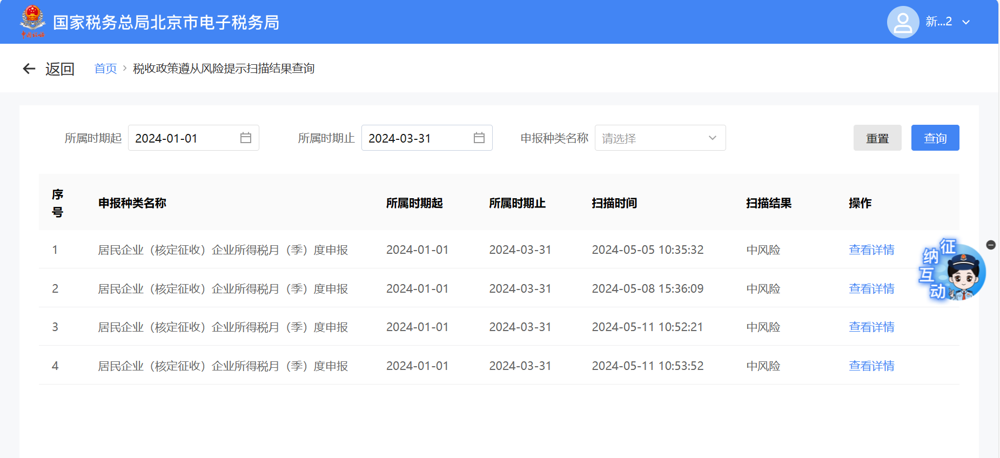 国家税务总局北京市电子税务局
新...2
返回 首页 > 税收政策遵从风险提示扫描结果查询
所属时期起 2024-01-01 所属时期止 2024-03-31 申报种类名称 请选择 重置 查询
序号 申报种类名称 所属时期起 所属时期止 扫描时间 扫描结果 操作
1 居民企业（核定征收）企业所得税月（季）度申报 2024-01-01 2024-03-31 2024-05-05 10:35:32 中风险 查看详情
2 居民企业（核定征收）企业所得税月（季）度申报 2024-01-01 2024-03-31 2024-05-08 15:36:09 中风险 查看详情
3 居民企业（核定征收）企业所得税月（季）度申报 2024-01-01 2024-03-31 2024-05-11 10:52:21 中风险 查看详情
4 居民企业（核定征收）企业所得税月（季）度申报 2024-01-01 2024-03-31 2024-05-11 10:53:52 中风险 查看详情
征纳互动